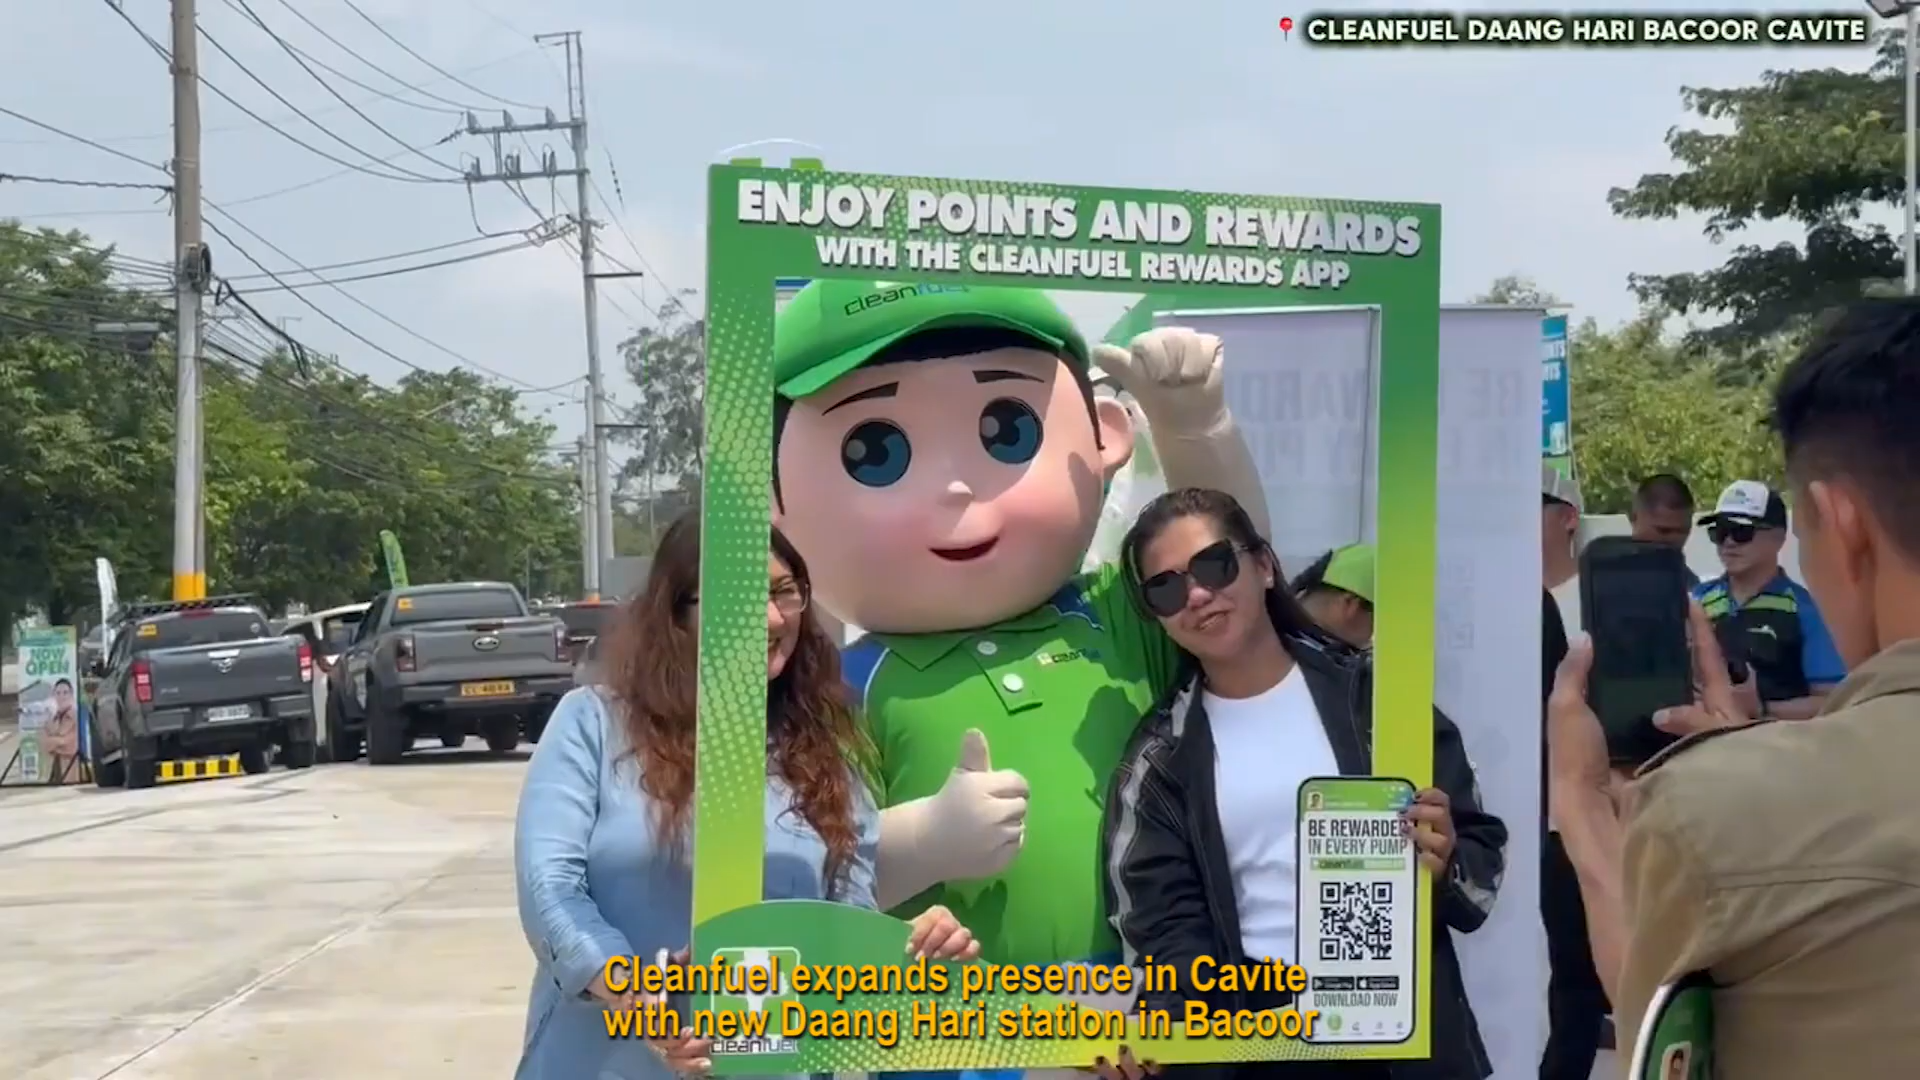 CLEANFUEL DAANG HARI BACOOR CAVITE
ENJOY POINTS AND REWARDS
WITH THE CLEANFUEL REWARDS APP
cleanfuel
NOW
OPEN
cleanfuel
BE REWARDED
IN EVERY PUMP
DOWNLOAD NOW
Cleanfuel expands presence in Cavite
with new Daang Hari station in Bacoor
cleanfuel